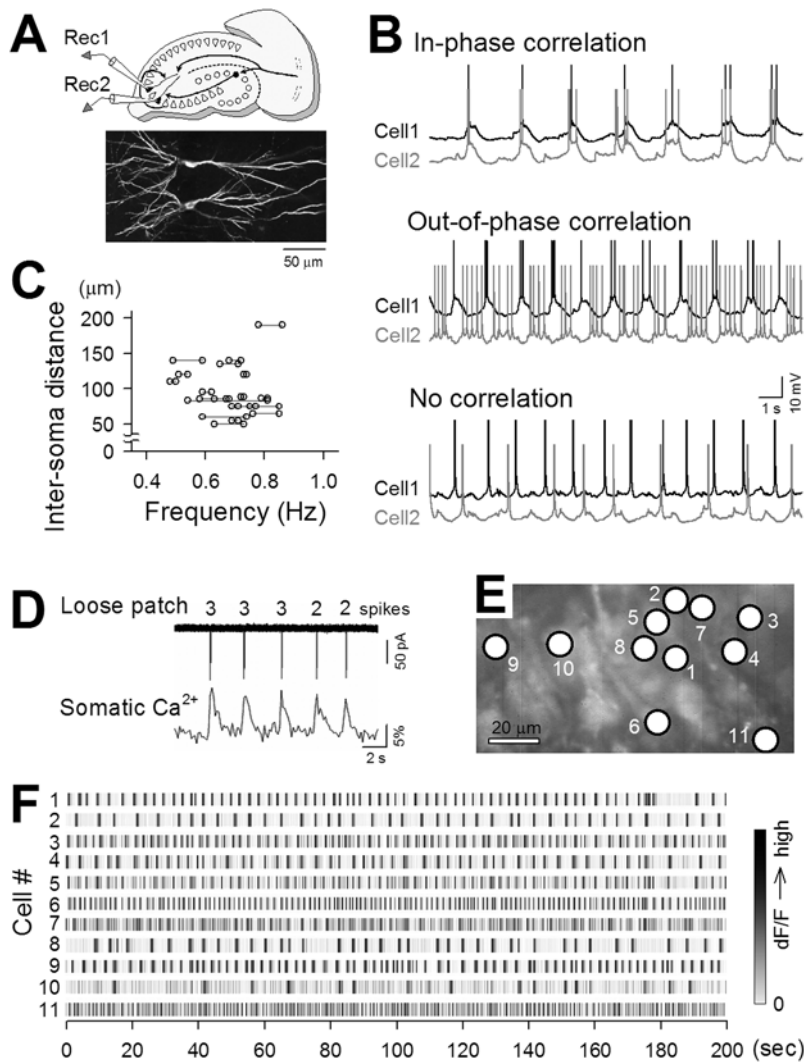 A
Rec1
Rec2
50 μm
B
In-phase correlation
Cell1
Cell2
Out-of-phase correlation
Cell1
Cell2
1 s
10 mV
No correlation
Cell1
Cell2
C
(μm)
Inter-soma distance
200
150
100
50
0
0.4 0.6 0.8 1.0
Frequency (Hz)
D
Loose patch 3 3 3 2 2 spikes
50 pA
Somatic Ca²⁺
5%
2 s
E
2
5
7
3
9
10
8
1
4
6
11
20 μm
F
Cell #
1
2
3
4
5
6
7
8
9
10
11
0 20 40 60 80 100 120 140 160 180 200 (sec)
dF/F → high
0